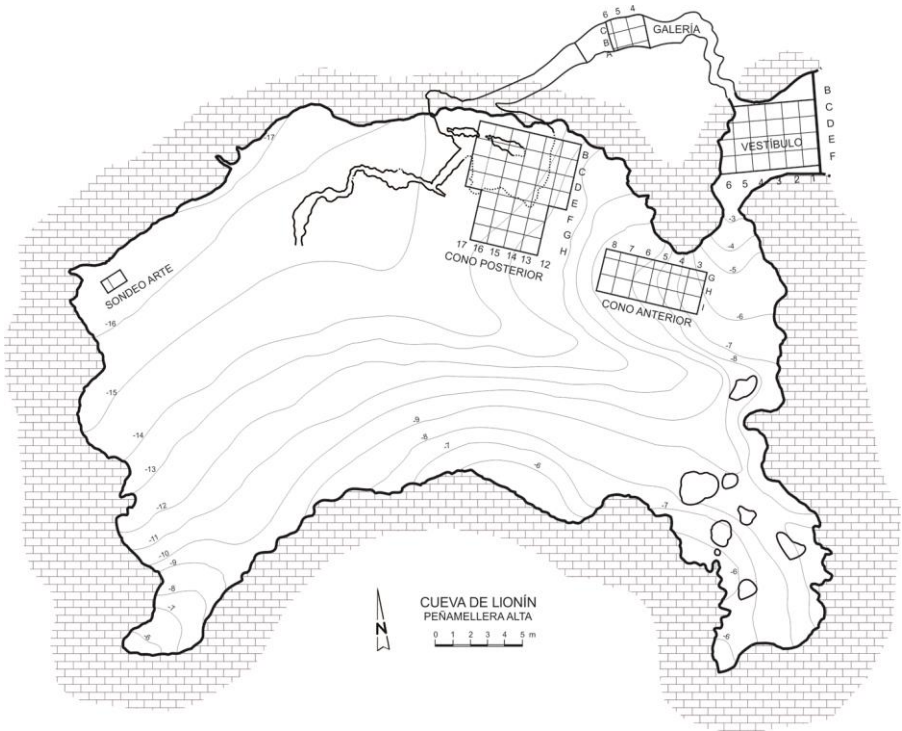 6 5 4
C
B
A
GALERÍA
B
C
D
E
F
VESTÍBULO
6 5 4 3 2 1
-17
B
C
D
E
F
G
H
17 16 15 14 13 12
CONO POSTERIOR
8 7 6 5 4 3
G
H
I
CONO ANTERIOR
-3
-4
-5
-6
-7
-8
SONDEO ARTE
-16
-15
-14
-13
-12
-11
-10
-9
-8
-7
-6
-9
-8
-7
-6
-7
-6
-6
N
CUEVA DE LIONÍN
PEÑAMELLERA ALTA
0 1 2 3 4 5 m